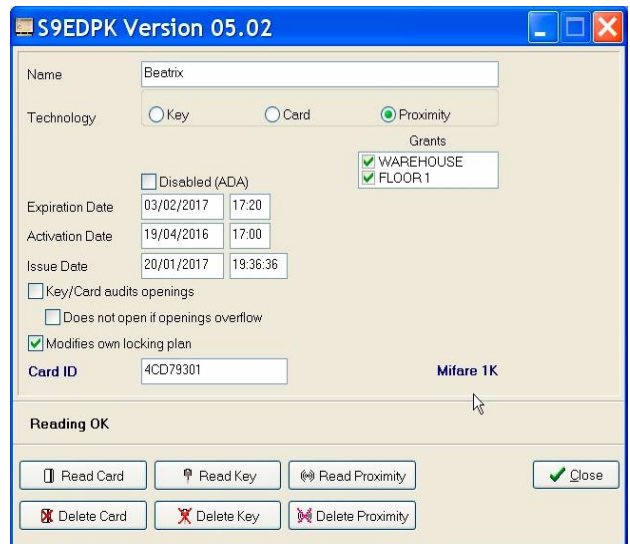 S9EDPK Version 05.02
Name Beatrix
Technology Key Card Proximity
Grants
WAREHOUSE
FLOOR 1
Disabled (ADA)
Expiration Date 03/02/2017 17:20
Activation Date 19/04/2016 17:00
Issue Date 20/01/2017 19:36:36
Key/Card audits openings
Does not open if openings overflow
Modifies own locking plan
Card ID 4CD79301 Mifare 1K
Reading OK
Read Card Read Key Read Proximity Close
Delete Card Delete Key Delete Proximity